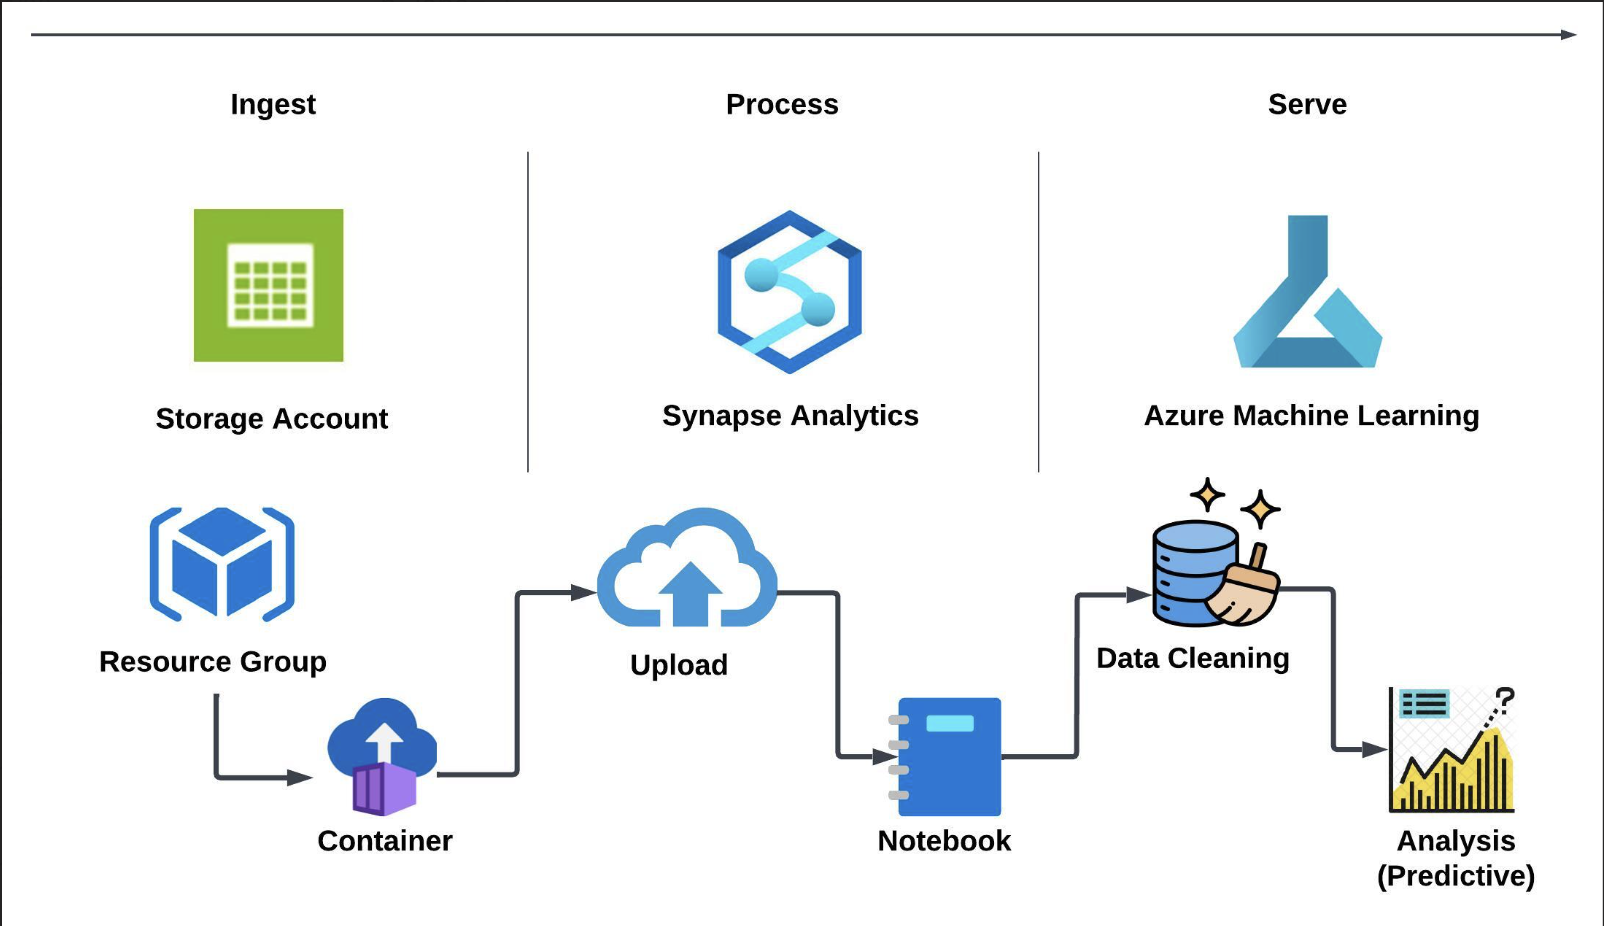 Ingest
Process
Serve
Storage Account
Synapse Analytics
Azure Machine Learning
Resource Group
Container
Upload
Notebook
Data Cleaning
?
Analysis
(Predictive)